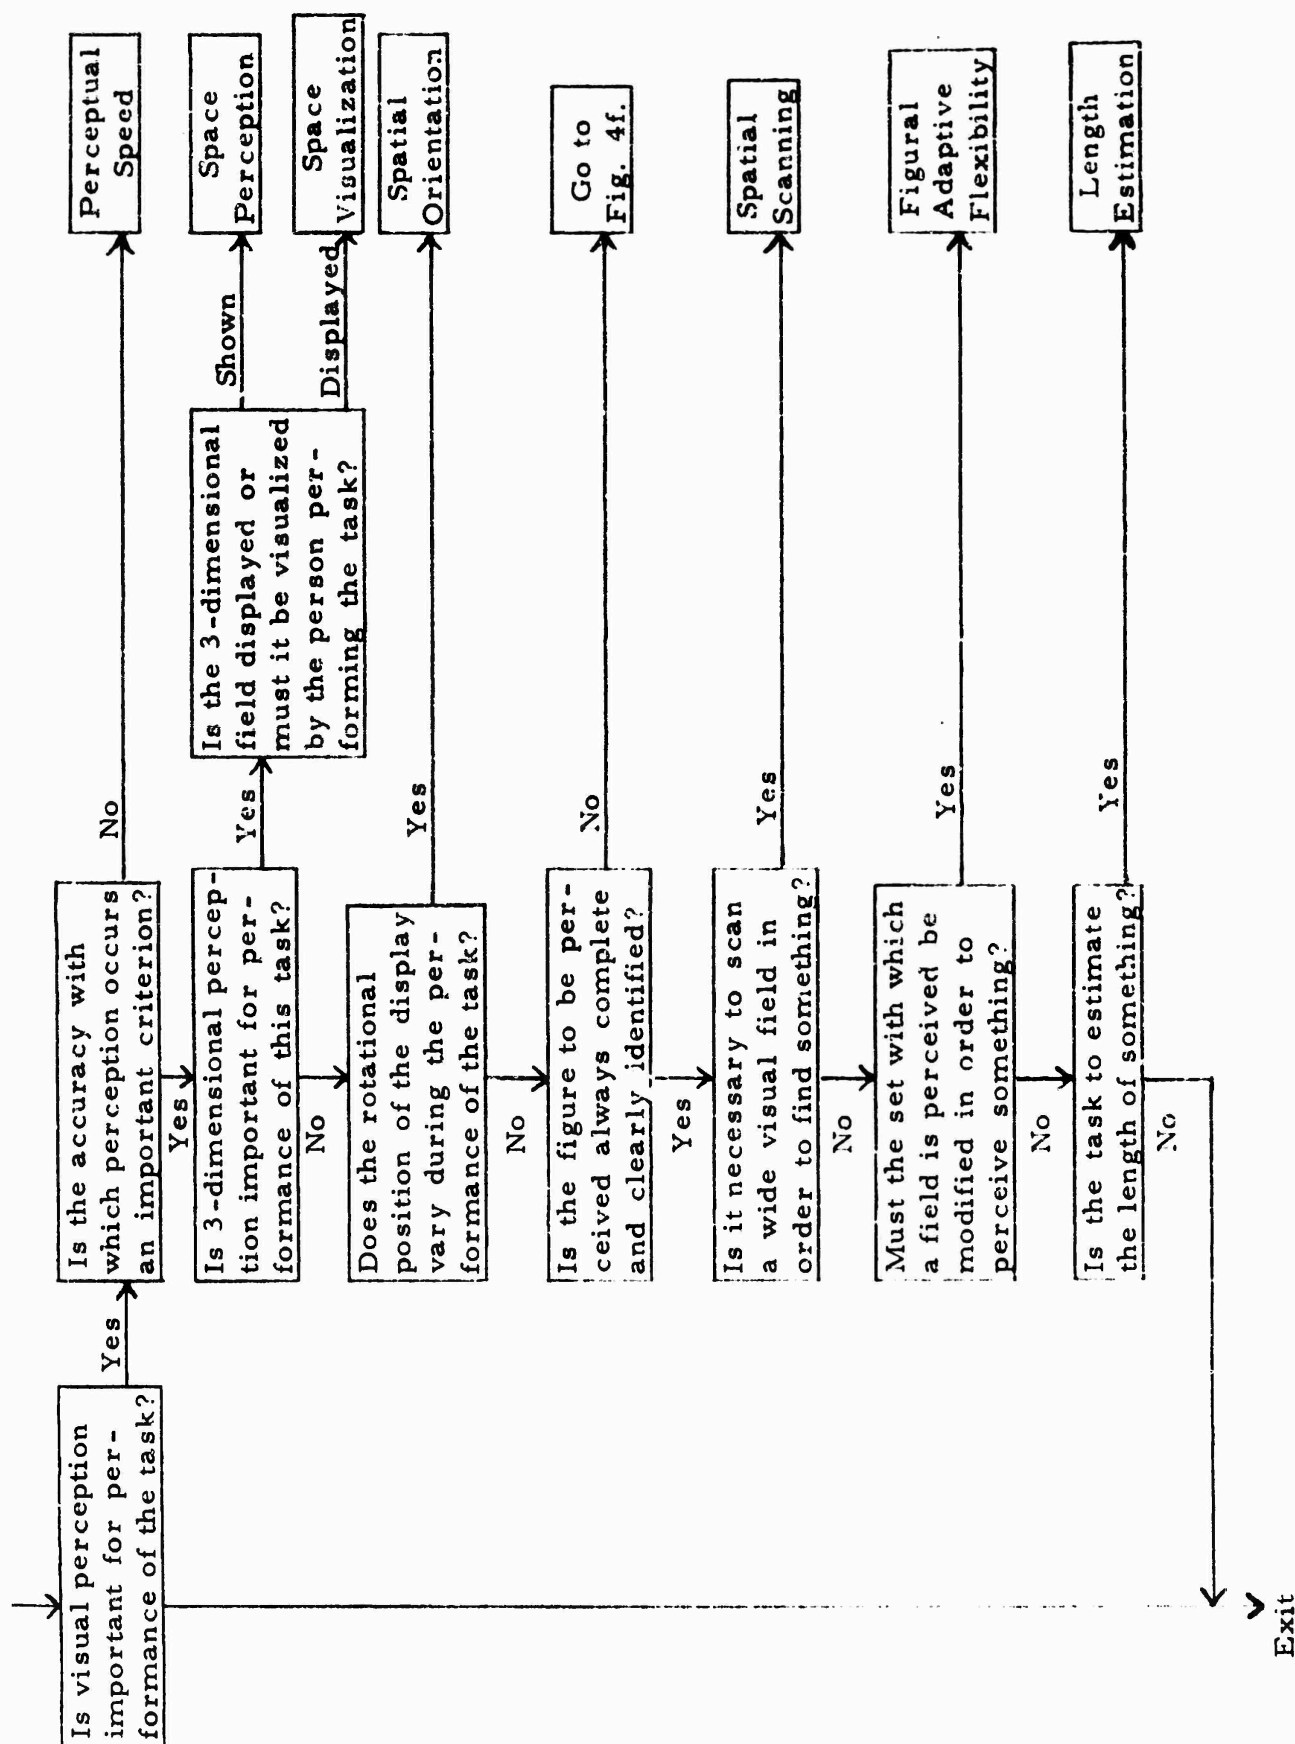 Is visual perception
important for per-
formance of the task?
Yes
Is the accuracy with
which perception occurs
an important criterion?
No
Perceptual
Speed
Yes
Is 3-dimensional percep-
tion important for per-
formance of this task?
Yes
Is the 3-dimensional
field displayed or
must it be visualized
by the person per-
forming the task?
Shown
Space
Perception
Displayed
Space
Visualization
No
Does the rotational
position of the display
vary during the per-
formance of the task?
Yes
Spatial
Orientation
No
Is the figure to be per-
ceived always complete
and clearly identified?
No
Go to
Fig. 4f.
Yes
Is it necessary to scan
a wide visual field in
order to find something?
Yes
Spatial
Scanning
No
Must the set with which
a field is perceived be
modified in order to
perceive something?
Yes
Figural
Adaptive
Flexibility
No
Is the task to estimate
the length of something?
Yes
Length
Estimation
No
Exit